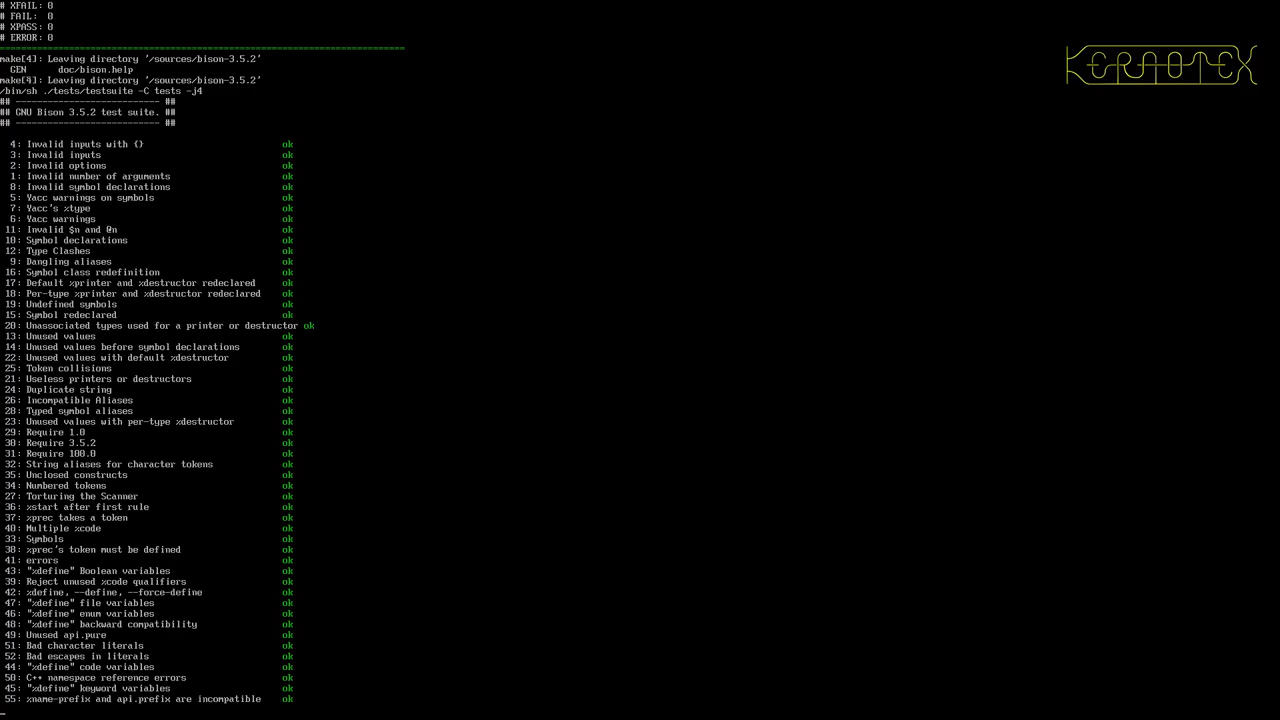 # XFAIL: 0
# FAIL:  0
# XPASS: 0
# ERROR: 0
============================================================================
make[4]: Leaving directory '/sources/bison-3.5.2'
  GEN      doc/bison.help
make[3]: Leaving directory '/sources/bison-3.5.2'
/bin/sh ./tests/testsuite -C tests -j4
## --------------------------- ##
## GNU Bison 3.5.2 test suite. ##
## --------------------------- ##
KERAOTEX
  4: Invalid inputs with {}                          ok
  3: Invalid inputs                                  ok
  2: Invalid options                                 ok
  1: Invalid number of arguments                     ok
  8: Invalid symbol declarations                     ok
  5: Yacc warnings on symbols                        ok
  7: Yacc's %type                                    ok
  6: Yacc warnings                                   ok
 11: Invalid $n and @n                               ok
 10: Symbol declarations                             ok
 12: Type Clashes                                    ok
  9: Dangling aliases                                ok
 16: Symbol class redefinition                       ok
 17: Default %printer and %destructor redeclared     ok
 18: Per-type %printer and %destructor redeclared    ok
 19: Undefined symbols                               ok
 15: Symbol redeclared                               ok
 20: Unassociated types used for a printer or destructor ok
 13: Unused values                                   ok
 14: Unused values before symbol declarations        ok
 22: Unused values with default %destructor          ok
 25: Token collisions                                ok
 21: Useless printers or destructors                 ok
 24: Duplicate string                                ok
 26: Incompatible Aliases                            ok
 28: Typed symbol aliases                            ok
 23: Unused values with per-type %destructor         ok
 29: Require 1.0                                     ok
 30: Require 3.5.2                                   ok
 31: Require 100.0                                   ok
 32: String aliases for character tokens             ok
 35: Unclosed constructs                             ok
 34: Numbered tokens                                 ok
 27: Torturing the Scanner                           ok
 36: %start after first rule                         ok
 37: %prec takes a token                             ok
 40: Multiple %code                                  ok
 33: Symbols                                         ok
 38: %prec's token must be defined                   ok
 41: errors                                          ok
 43: "%define" Boolean variables                     ok
 39: Reject unused %code qualifiers                  ok
 42: %define, --define, --force-define               ok
 47: "%define" file variables                        ok
 46: "%define" enum variables                        ok
 48: "%define" backward compatibility                ok
 49: Unused api.pure                                 ok
 51: Bad character literals                          ok
 52: Bad escapes in literals                         ok
 44: "%define" code variables                        ok
 50: C++ namespace reference errors                  ok
 45: "%define" keyword variables                     ok
 55: %name-prefix and api.prefix are incompatible    ok